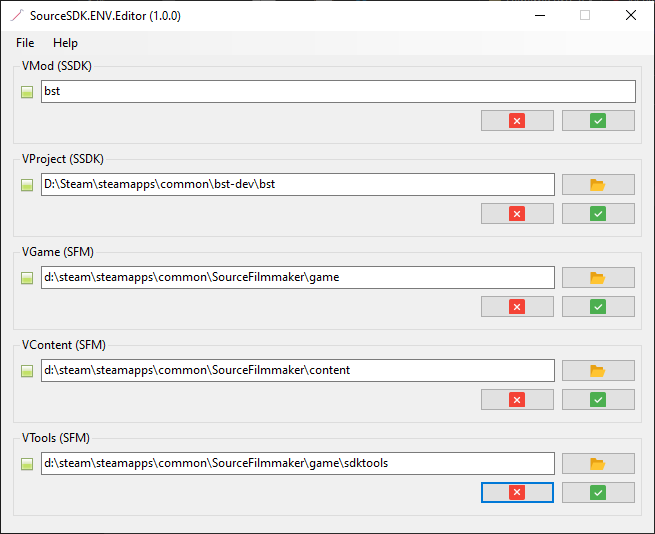 SourceSDK.ENV.Editor (1.0.0)
File Help
VMod (SSDK)
bst
VProject (SSDK)
D:\Steam\steamapps\common\bst-dev\bst
VGame (SFM)
d:\steam\steamapps\common\SourceFilmmaker\game
VContent (SFM)
d:\steam\steamapps\common\SourceFilmmaker\content
VTools (SFM)
d:\steam\steamapps\common\SourceFilmmaker\game\sdktools